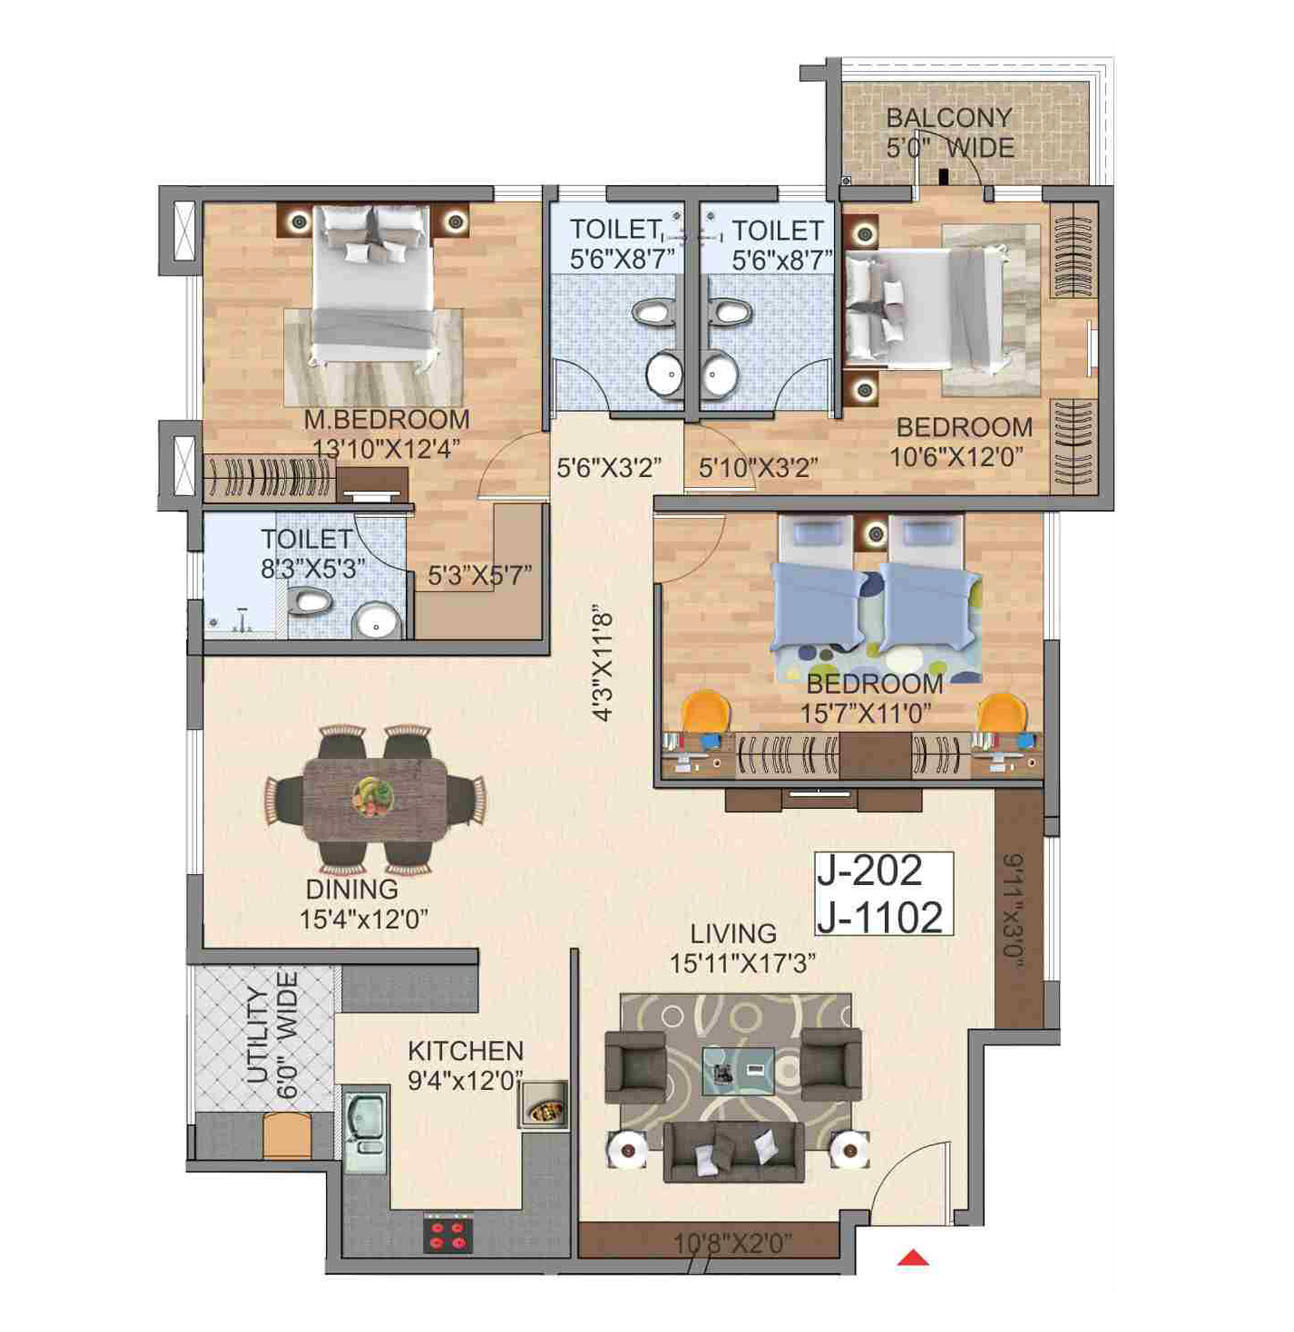 BALCONY
5'0" WIDE
TOILET
5'6"X8'7”
TOILET
5'6"x8'7”
M.BEDROOM
13'10"X12'4”
BEDROOM
10'6"X12'0”
5'6"X3'2”
5'10"X3'2”
TOILET
8'3”X5'3”
5'3”X5'7”
4'3"X11'8”
BEDROOM
15'7”X11'0”
J-202
J-1102
9'11"x3'0”
DINING
15'4"x12'0”
LIVING
15'11"X17'3”
UTILITY
6'0" WIDE
KITCHEN
9'4"x12'0”
10'8"X2'0”